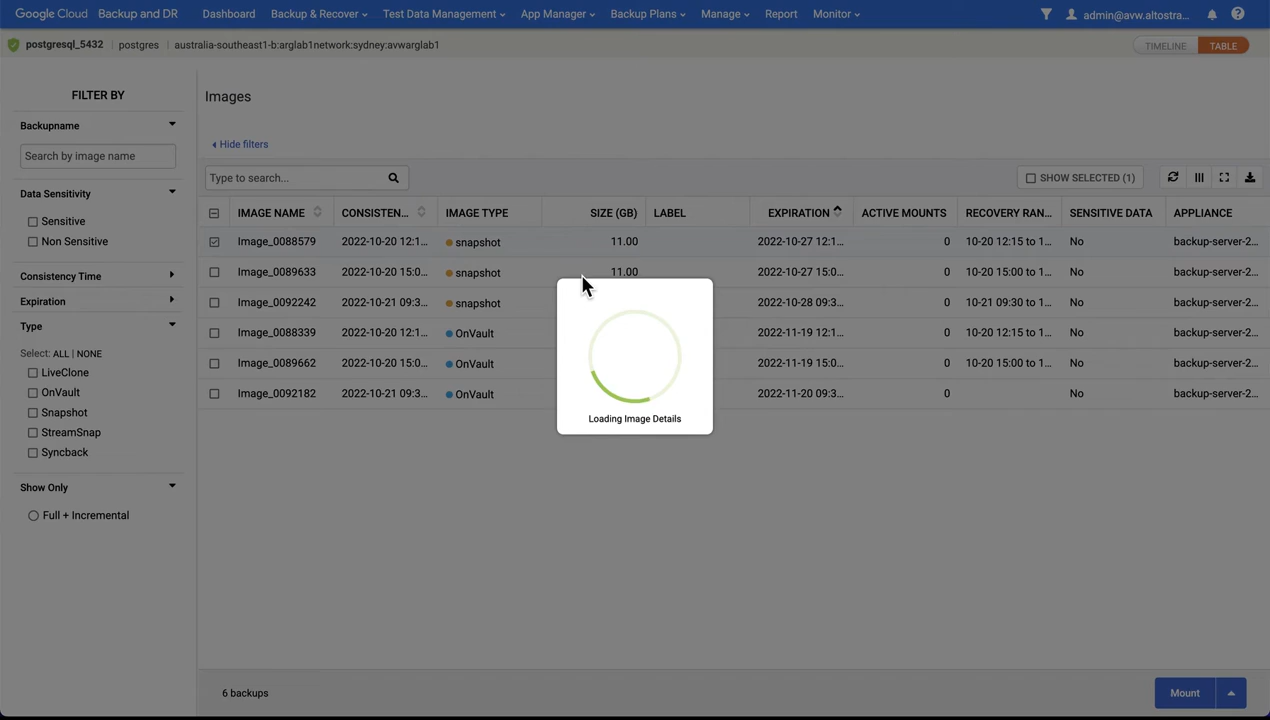 Google Cloud Backup and DR Dashboard Backup & Recover Test Data Management App Manager Backup Plans Manage Report Monitor admin@avw.altostra...
postgresql_5432 | postgres | australia-southeast1-b:arglab1network:sydney:avwarglab1 TIMELINE TABLE
FILTER BY
Backupname
Search by image name
Data Sensitivity
Sensitive
Non Sensitive
Consistency Time
Expiration
Type
Select: ALL | NONE
LiveClone
OnVault
Snapshot
StreamSnap
Syncback
Show Only
Full + Incremental
Images
Hide filters
Type to search... SHOW SELECTED (1)
IMAGE NAME CONSISTEN... IMAGE TYPE SIZE (GB) LABEL EXPIRATION ACTIVE MOUNTS RECOVERY RAN... SENSITIVE DATA APPLIANCE
Image_0088579 2022-10-20 12:1... snapshot 11.00 2022-10-27 12:1... 0 10-20 12:15 to 1... No backup-server-2...
Image_0089633 2022-10-20 15:0... snapshot 11.00 2022-10-27 15:0... 0 10-20 15:00 to 1... No backup-server-2...
Image_0092242 2022-10-21 09:3... snapshot 2022-10-28 09:3... 0 10-21 09:30 to 1... No backup-server-2...
Image_0088339 2022-10-20 12:1... OnVault 2022-11-19 12:1... 0 10-20 12:15 to 1... No backup-server-2...
Image_0089662 2022-10-20 15:0... OnVault 2022-11-19 15:0... 0 10-20 15:00 to 1... No backup-server-2...
Image_0092182 2022-10-21 09:3... OnVault 2022-11-20 09:3... 0 No backup-server-2...
Loading Image Details
6 backups Mount